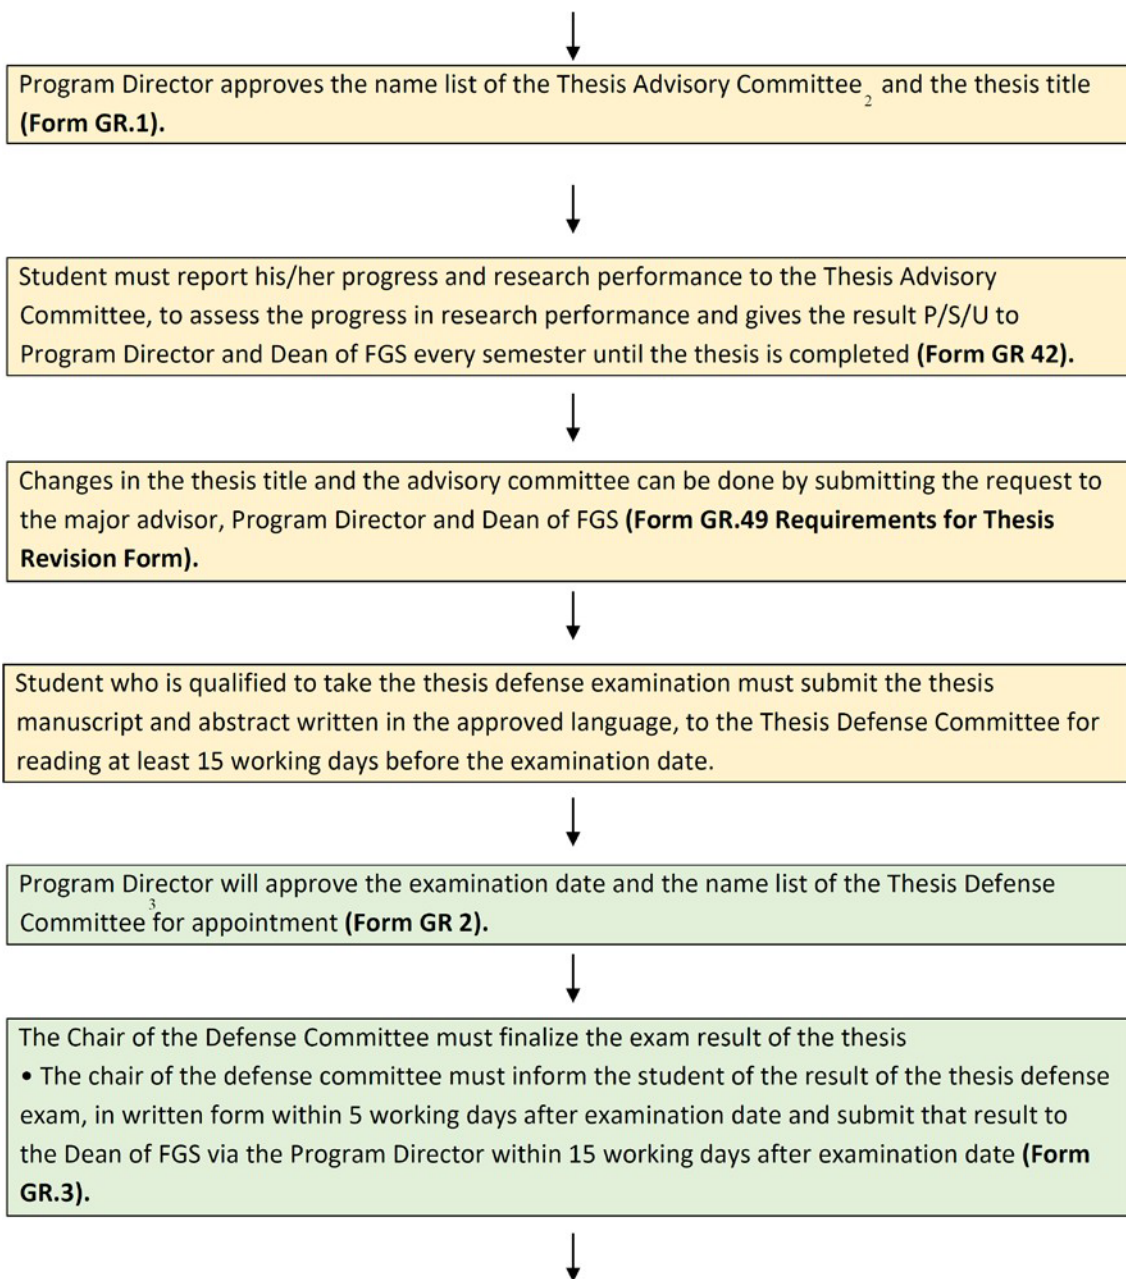 Program Director approves the name list of the Thesis Advisory Committee2 and the thesis title
(Form GR.1).
Student must report his/her progress and research performance to the Thesis Advisory
Committee, to assess the progress in research performance and gives the result P/S/U to
Program Director and Dean of FGS every semester until the thesis is completed (Form GR 42).
Changes in the thesis title and the advisory committee can be done by submitting the request to
the major advisor, Program Director and Dean of FGS (Form GR.49 Requirements for Thesis
Revision Form).
Student who is qualified to take the thesis defense examination must submit the thesis
manuscript and abstract written in the approved language, to the Thesis Defense Committee for
reading at least 15 working days before the examination date.
Program Director will approve the examination date and the name list of the Thesis Defense
Committee3 for appointment (Form GR 2).
The Chair of the Defense Committee must finalize the exam result of the thesis
• The chair of the defense committee must inform the student of the result of the thesis defense
exam, in written form within 5 working days after examination date and submit that result to
the Dean of FGS via the Program Director within 15 working days after examination date (Form
GR.3).